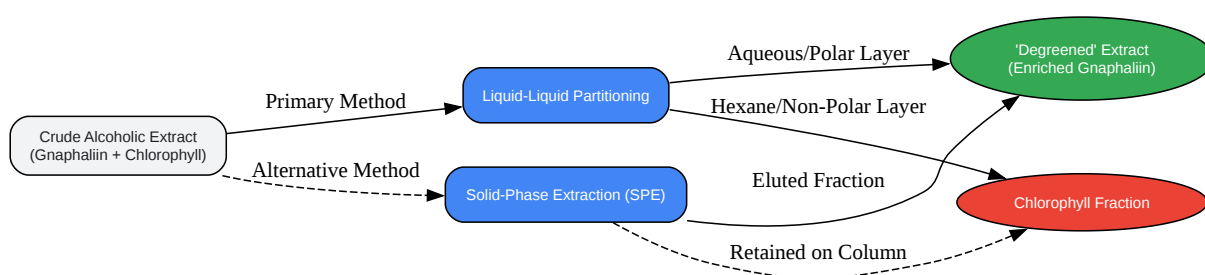 Crude Alcoholic Extract
(Gnaphaliin + Chlorophyll)
Primary Method
Alternative Method
Liquid-Liquid Partitioning
Solid-Phase Extraction (SPE)
Aqueous/Polar Layer
Hexane/Non-Polar Layer
Eluted Fraction
Retained on Column
'Degreened' Extract
(Enriched Gnaphaliin)
Chlorophyll Fraction